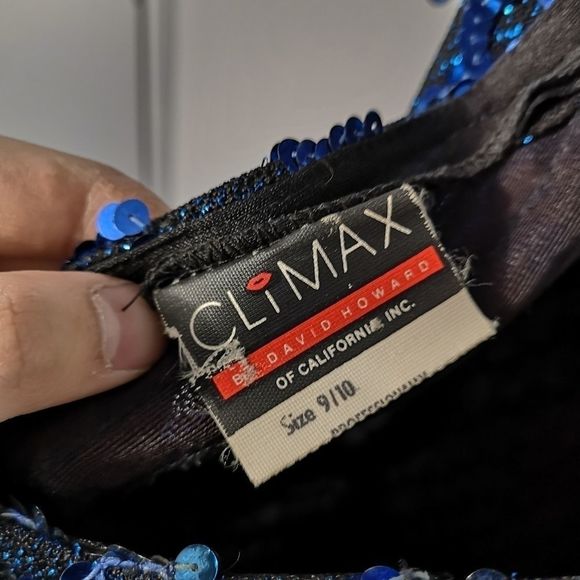 CLiMAX
BY DAVID HOWARD
OF CALIFORNIA INC.
Size 9/10